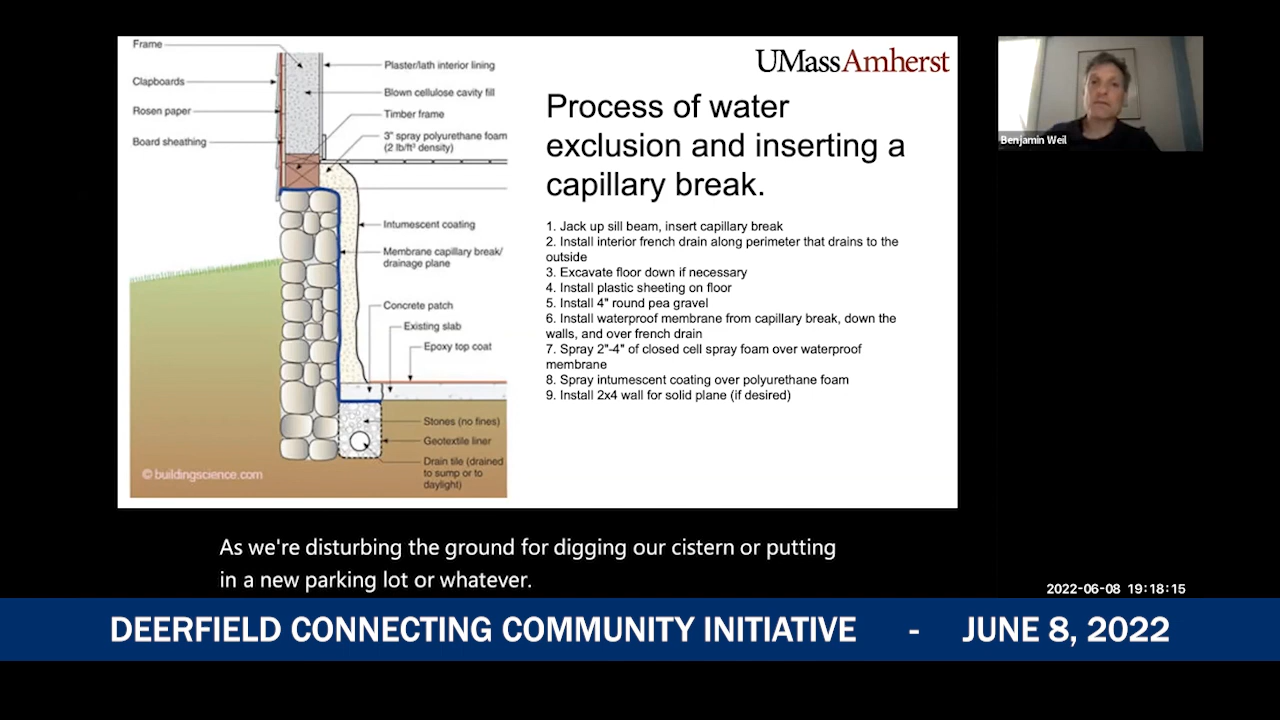 Frame
Clapboards
Rosen paper
Board sheathing
Plaster/lath interior lining
Blown cellulose cavity fill
Timber frame
3" spray polyurethane foam
(2 lb/ft³ density)
Intumescent coating
Membrane capillary break/
drainage plane
Concrete patch
Existing slab
Epoxy top coat
Stones (no fines)
Geotextile liner
Drain tile (drained
to sump or to
daylight)
© buildingscience.com
UMassAmherst
Process of water
exclusion and inserting a
capillary break.
1. Jack up sill beam, insert capillary break
2. Install interior french drain along perimeter that drains to the
outside
3. Excavate floor down if necessary
4. Install plastic sheeting on floor
5. Install 4" round pea gravel
6. Install waterproof membrane from capillary break, down the
walls, and over french drain
7. Spray 2"-4" of closed cell spray foam over waterproof
membrane
8. Spray intumescent coating over polyurethane foam
9. Install 2x4 wall for solid plane (if desired)
Benjamin Weil
As we're disturbing the ground for digging our cistern or putting
in a new parking lot or whatever.
2022-06-08 19:18:15
DEERFIELD CONNECTING COMMUNITY INITIATIVE - JUNE 8, 2022